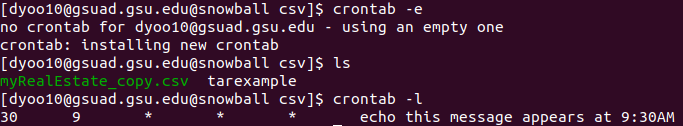 [dyoo10@gsuad.gsu.edu@snowball csv]$ crontab -e
no crontab for dyoo10@gsuad.gsu.edu - using an empty one
crontab: installing new crontab
[dyoo10@gsuad.gsu.edu@snowball csv]$ ls
myRealEstate_copy.csv  tarexample
[dyoo10@gsuad.gsu.edu@snowball csv]$ crontab -l
30      9       *       *       *       echo this message appears at 9:30AM